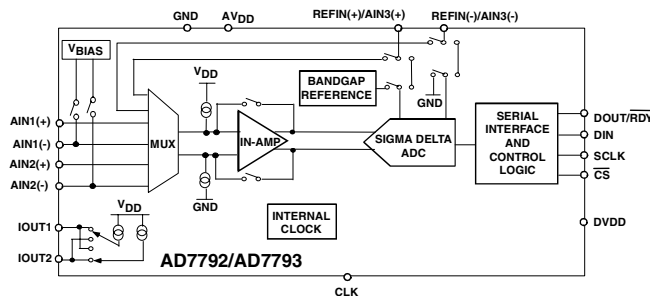 GND AVDD REFIN(+)/AIN3(+) REFIN(-)/AIN3(-)
VBIAS
VDD
BANDGAP
REFERENCE
GND
AIN1(+)
AIN1(-)
AIN2(+)
AIN2(-)
MUX
IN-AMP
SIGMA DELTA
ADC
SERIAL
INTERFACE
AND
CONTROL
LOGIC
DOUT/RDY
DIN
SCLK
CS
GND
VDD
IOUT1
IOUT2
INTERNAL
CLOCK
DVDD
AD7792/AD7793
CLK